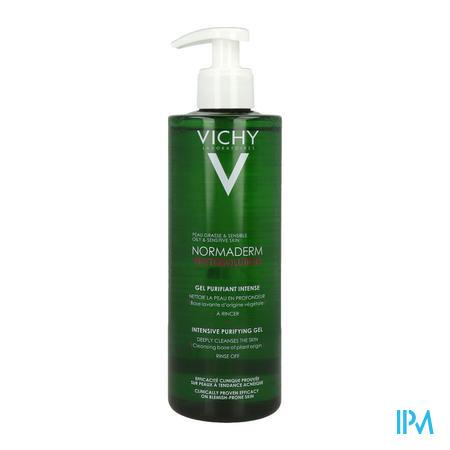 VICHY
LABORATOIRES
PEAU GRASSE & SENSIBLE
OILY & SENSITIVE SKIN
NORMADERM
GEL PURIFIANT INTENSE
NETTOIE LA PEAU EN PROFONDEUR
Base lavante d'origine végétale
À RINCER
INTENSIVE PURIFYING GEL
DEEPLY CLEANSES THE SKIN
Cleansing base of plant origin
RINSE OFF
EFFICACITÉ CLINIQUE PROUVÉE
SUR PEAUX À TENDANCE ACNÉIQUE
CLINICALLY PROVEN EFFICACY
ON BLEMISH-PRONE SKIN
IPM